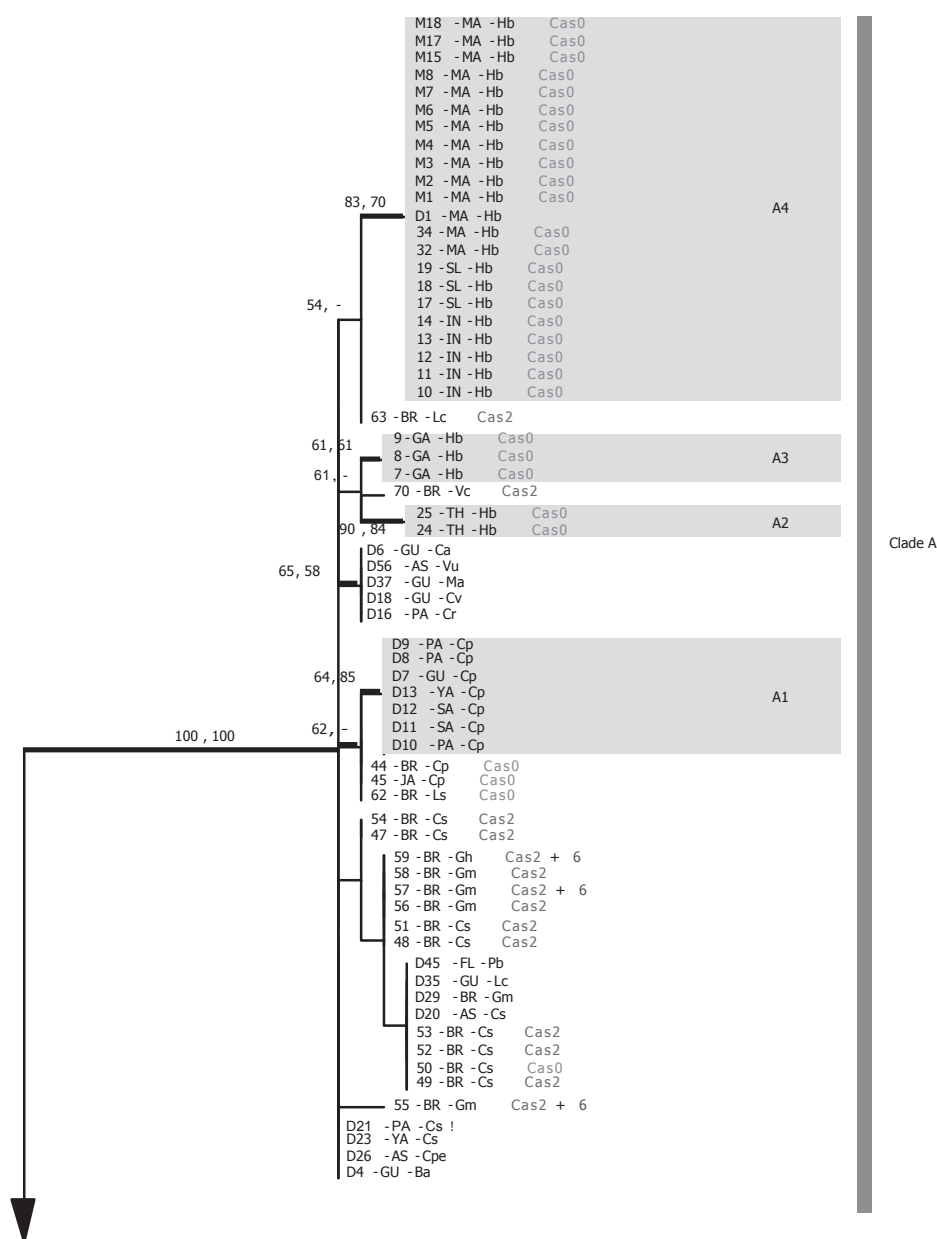 M18 -MA -Hb Cas0
M17 -MA -Hb Cas0
M15 -MA -Hb Cas0
M8 -MA -Hb Cas0
M7 -MA -Hb Cas0
M6 -MA -Hb Cas0
M5 -MA -Hb Cas0
M4 -MA -Hb Cas0
M3 -MA -Hb Cas0
M2 -MA -Hb Cas0
M1 -MA -Hb Cas0
83, 70
A4
D1 -MA -Hb
34 -MA -Hb Cas0
32 -MA -Hb Cas0
19 -SL -Hb Cas0
18 -SL -Hb Cas0
17 -SL -Hb Cas0
54, -
14 -IN -Hb Cas0
13 -IN -Hb Cas0
12 -IN -Hb Cas0
11 -IN -Hb Cas0
10 -IN -Hb Cas0
63 -BR -Lc Cas2
61, 61
9 -GA -Hb Cas0
8 -GA -Hb Cas0
A3
7 -GA -Hb Cas0
61, -
70 -BR -Vc Cas2
25 -TH -Hb Cas0
A2
24 -TH -Hb Cas0
90 , 84
Clade A
D6 -GU -Ca
D56 -AS -Vu
65, 58
D37 -GU -Ma
D18 -GU -Cv
D16 -PA -Cr
D9 -PA -Cp
D8 -PA -Cp
64, 85
D7 -GU -Cp
D13 -YA -Cp
A1
D12 -SA -Cp
D11 -SA -Cp
62, -
100 , 100
D10 -PA -Cp
44 -BR -Cp Cas0
45 -JA -Cp Cas0
62 -BR -Ls Cas0
54 -BR -Cs Cas2
47 -BR -Cs Cas2
59 -BR -Gh Cas2 + 6
58 -BR -Gm Cas2
57 -BR -Gm Cas2 + 6
56 -BR -Gm Cas2
51 -BR -Cs Cas2
48 -BR -Cs Cas2
D45 -FL -Pb
D35 -GU -Lc
D29 -BR -Gm
D20 -AS -Cs
53 -BR -Cs Cas2
52 -BR -Cs Cas2
50 -BR -Cs Cas0
49 -BR -Cs Cas2
55 -BR -Gm Cas2 + 6
D21 -PA -Cs !
D23 -YA -Cs
D26 -AS -Cpe
D4 -GU -Ba